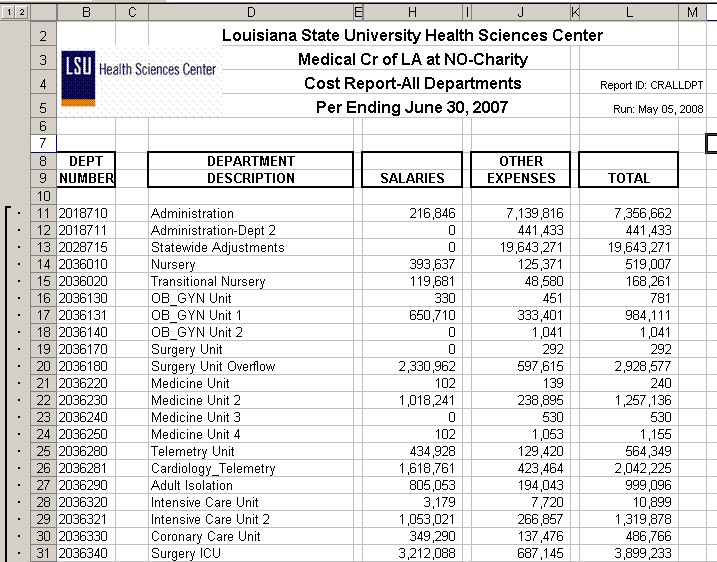 1 2 B C D E H I J K L M
2 Louisiana State University Health Sciences Center
3 Medical Cr of LA at NO-Charity
LSU Health Sciences Center
4 Cost Report-All Departments Report ID: CRALLDPT
5 Per Ending June 30, 2007 Run: May 05, 2008
6
7
8 DEPT DEPARTMENT OTHER
9 NUMBER DESCRIPTION SALARIES EXPENSES TOTAL
10
11 2018710 Administration 216,846 7,139,816 7,356,662
12 2018711 Administration-Dept 2 0 441,433 441,433
13 2028715 Statewide Adjustments 0 19,643,271 19,643,271
14 2036010 Nursery 393,637 125,371 519,007
15 2036020 Transitional Nursery 119,681 48,580 168,261
16 2036130 OB_GYN Unit 330 451 781
17 2036131 OB_GYN Unit 1 650,710 333,401 984,111
18 2036140 OB_GYN Unit 2 0 1,041 1,041
19 2036170 Surgery Unit 0 292 292
20 2036180 Surgery Unit Overflow 2,330,962 597,615 2,928,577
21 2036220 Medicine Unit 102 139 240
22 2036230 Medicine Unit 2 1,018,241 238,895 1,257,136
23 2036240 Medicine Unit 3 0 530 530
24 2036250 Medicine Unit 4 102 1,053 1,155
25 2036280 Telemetry Unit 434,928 129,420 564,349
26 2036281 Cardiology_Telemetry 1,618,761 423,464 2,042,225
27 2036290 Adult Isolation 805,053 194,043 999,096
28 2036320 Intensive Care Unit 3,179 7,720 10,899
29 2036321 Intensive Care Unit 2 1,053,021 266,857 1,319,878
30 2036330 Coronary Care Unit 349,290 137,476 486,766
31 2036340 Surgery ICU 3,212,088 687,145 3,899,233